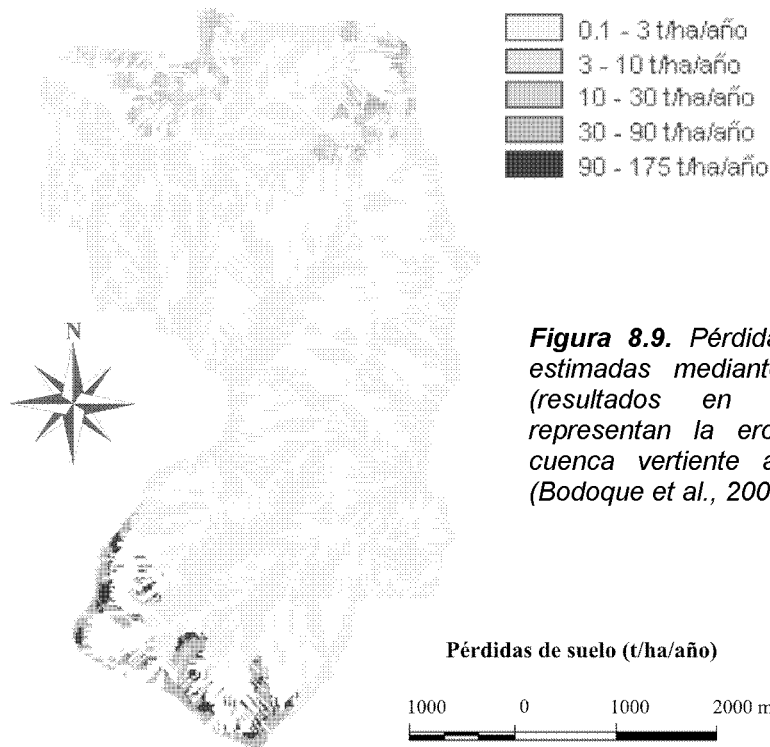 0.1 - 3 t/ha/año
3 - 10 t/ha/año
10 - 30 t/ha/año
30 - 90 t/ha/año
90 - 175 t/ha/año
N
Figura 8.9. Pérdida
estimadas mediante
(resultados en
representan la ero
cuenca vertiente a
(Bodoque et al., 200
Pérdidas de suelo (t/ha/año)
1000 0 1000 2000 m